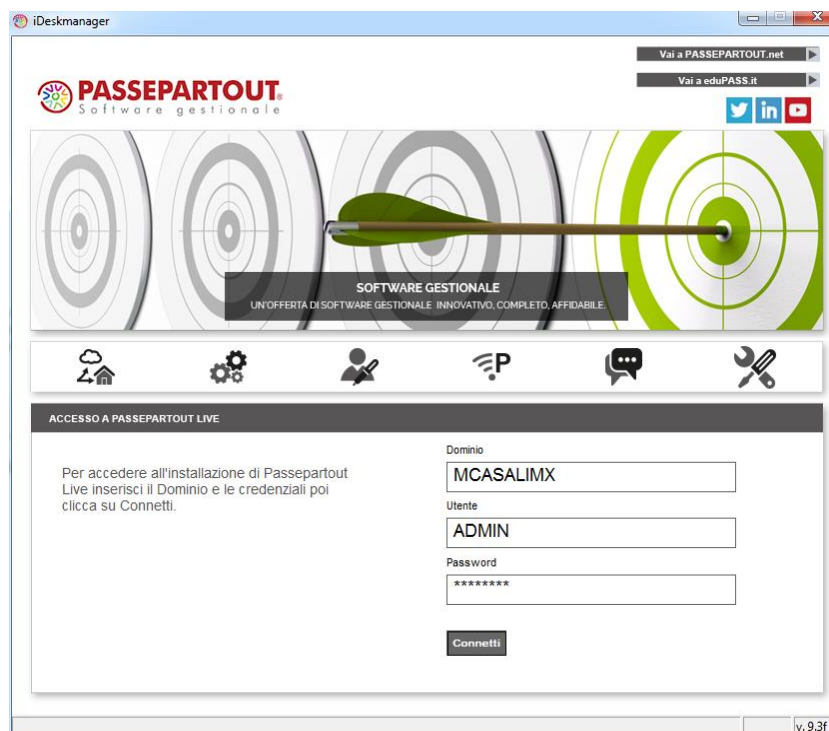 iDeskmanager
Vai a PASSEPARTOUT.net
Vai a eduPASS.it
PASSEPARTOUT®
Software gestionale
in
SOFTWARE GESTIONALE
UN'OFFERTA DI SOFTWARE GESTIONALE INNOVATIVO, COMPLETO, AFFIDABILE.
P
ACCESSO A PASSEPARTOUT LIVE
Per accedere all'installazione di Passepartout
Live inserisci il Dominio e le credenziali poi
clicca su Connetti.
Dominio
MCASALIMX
Utente
ADMIN
Password
********
Connetti
v. 9.3f